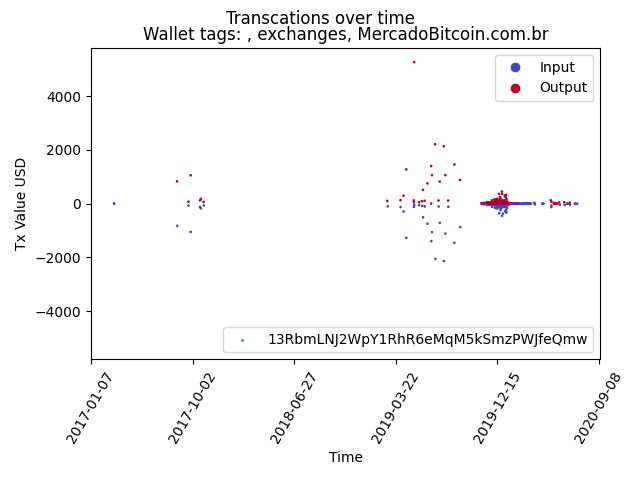 Transcations over time
Wallet tags: , exchanges, MercadoBitcoin.com.br
Input
Output
4000
2000
0
−2000
−4000
Tx Value USD
13RbmLNJ2WpY1RhR6eMqM5kSmzPWJfeQmw
2017-01-07
2017-10-02
2018-06-27
2019-03-22
2019-12-15
2020-09-08
Time